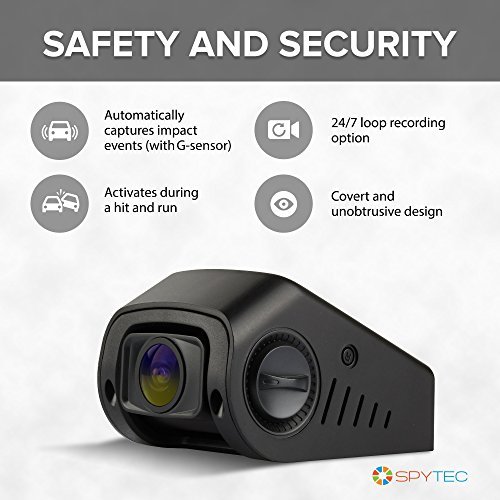 SAFETY AND SECURITY
Automatically
captures impact
events (with G-sensor)
24/7 loop recording
option
Activates during
a hit and run
Covert and
unobtrusive design
SPYTEC